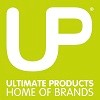 UP
ULTIMATE PRODUCTS
HOME OF BRANDS